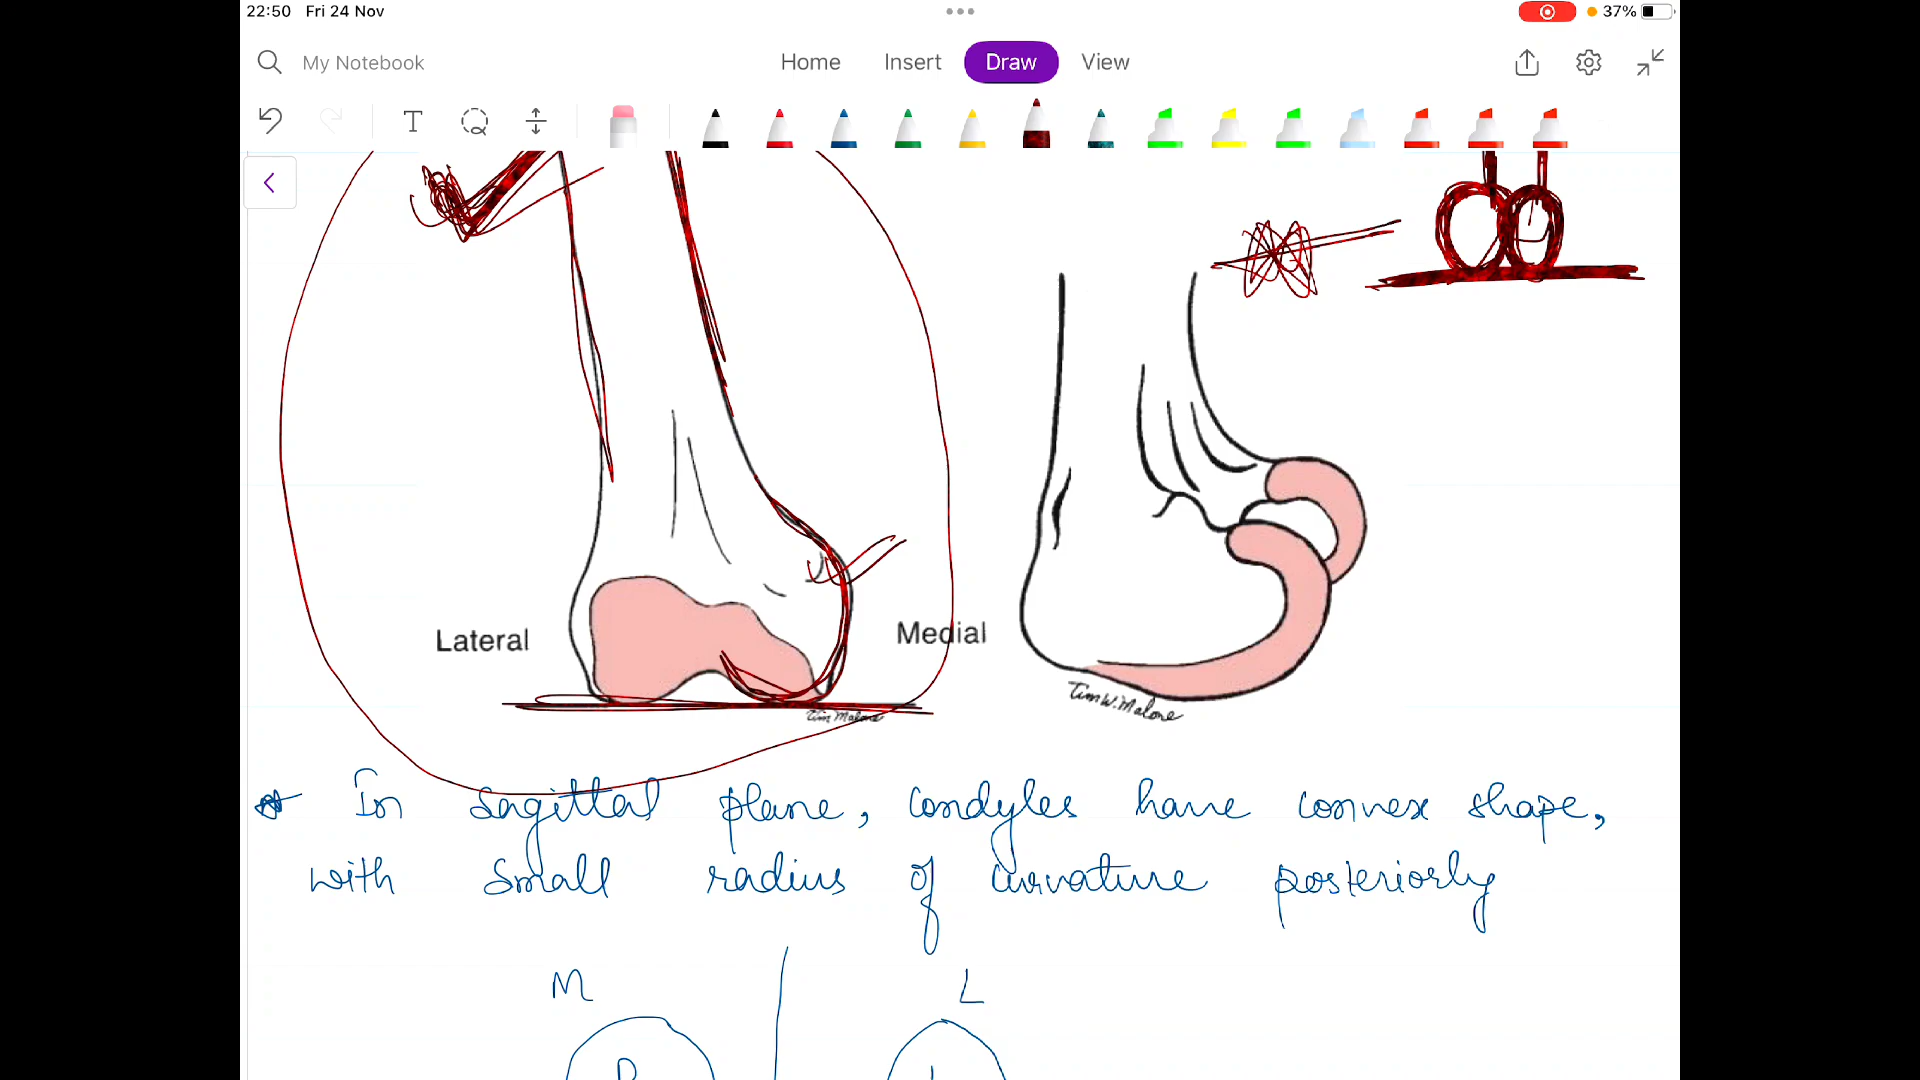 22:50 Fri 24 Nov
37%
My Notebook
Home Insert Draw View
T
Lateral
Medial
Tim Malone
Tim W. Malone
In sagittal plane, condyles have convex shape,
with small radius of curvature posteriorly
M L